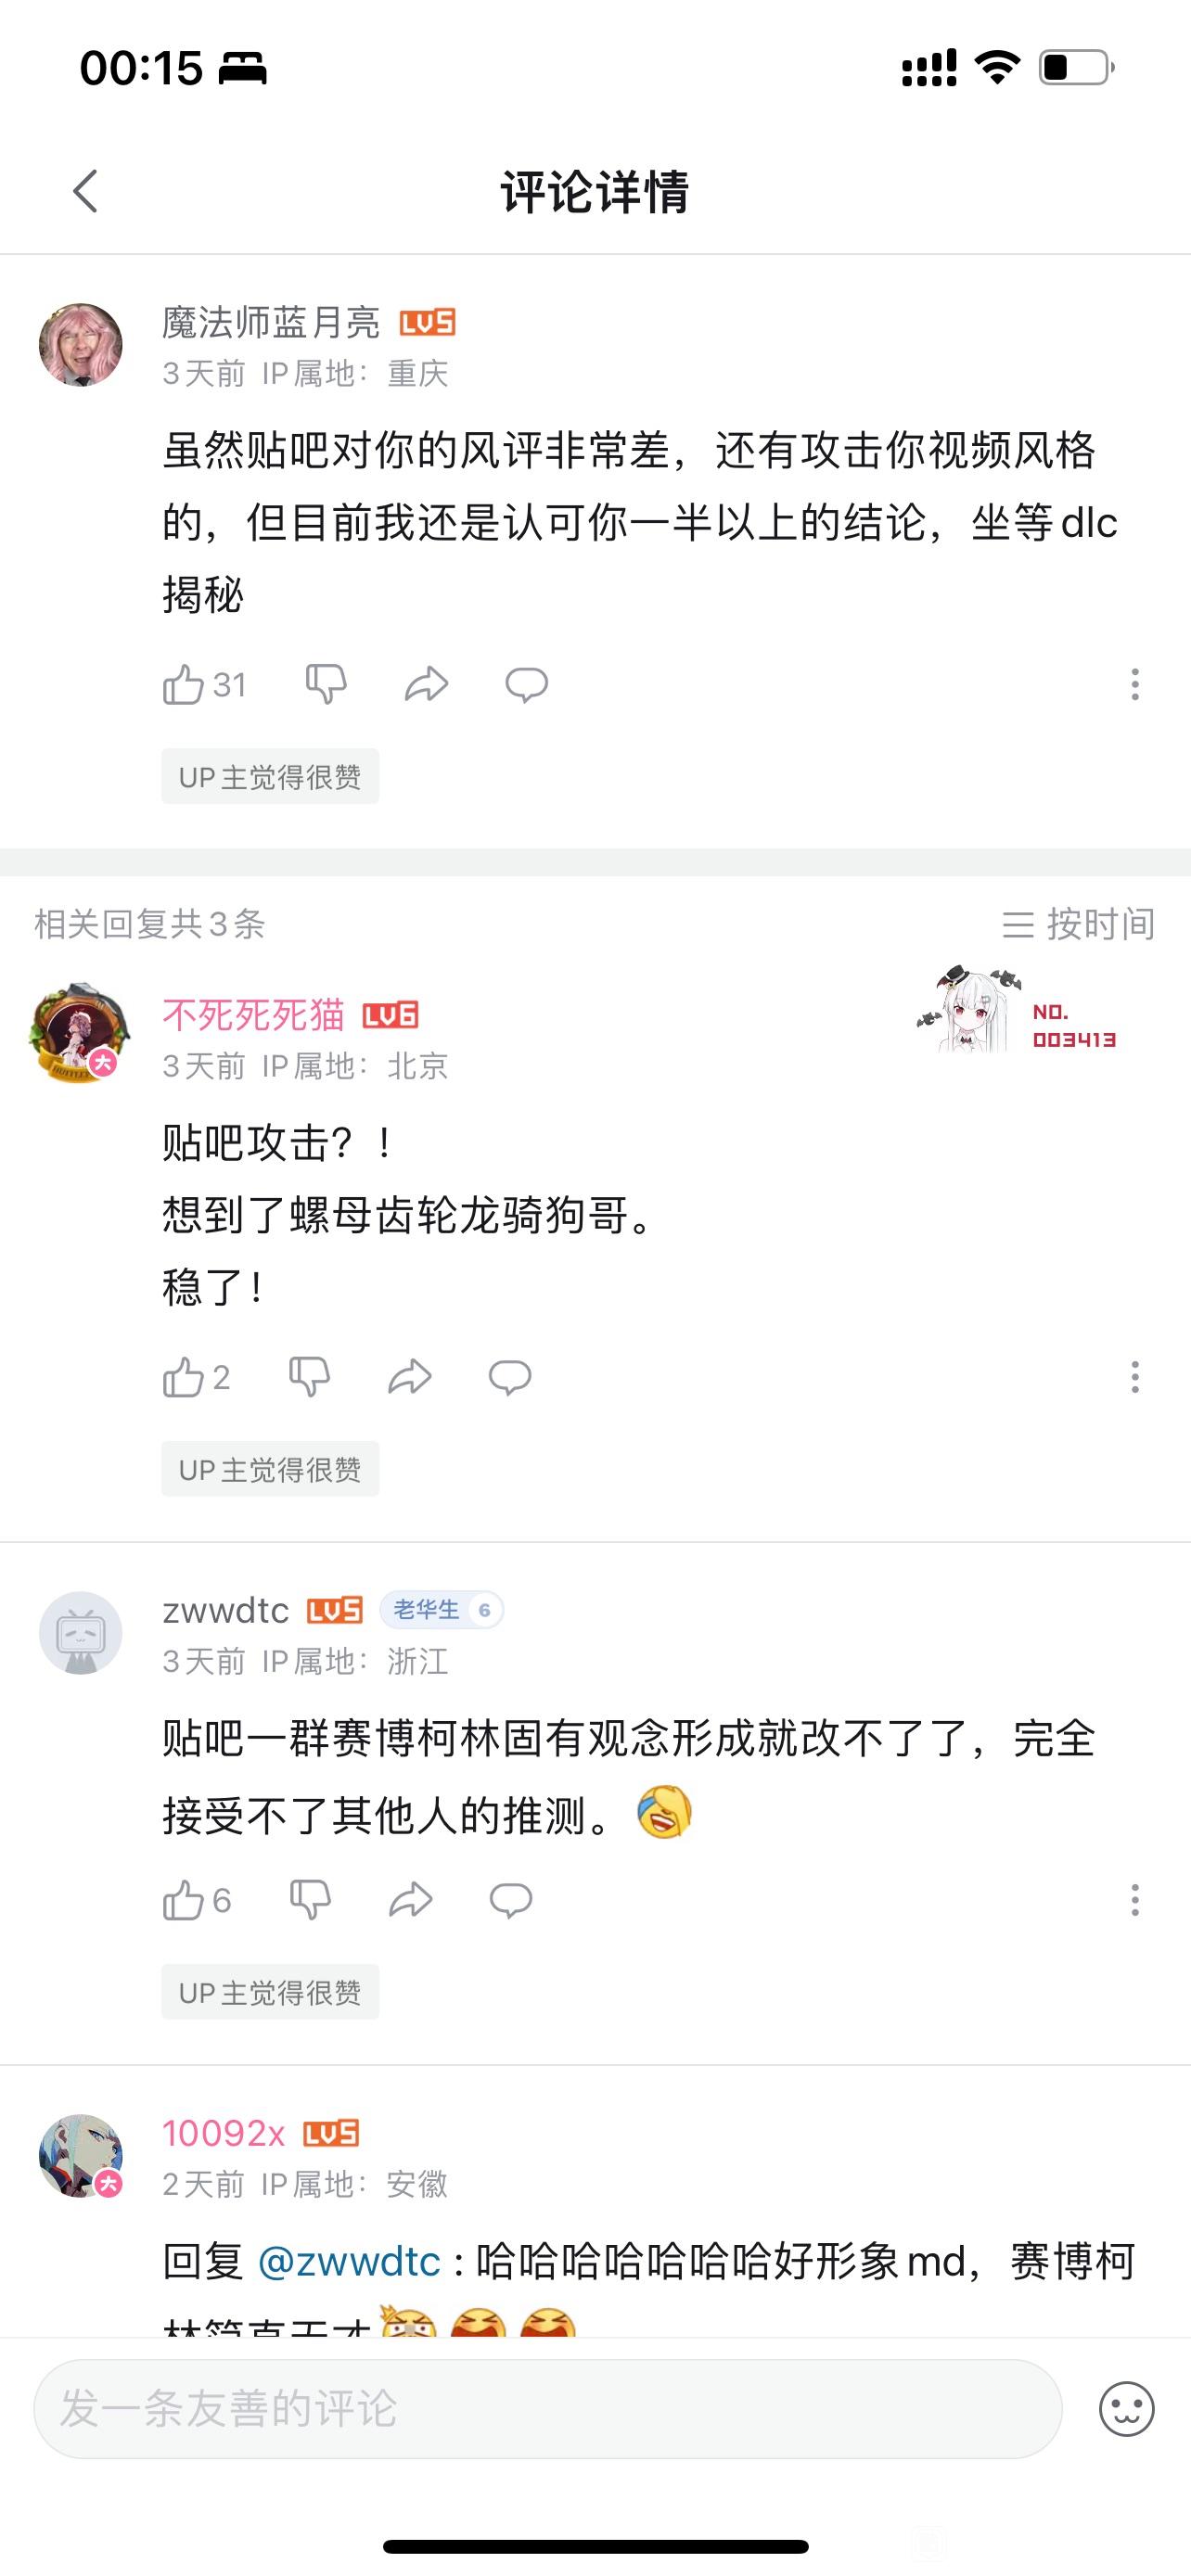 00:15
评论详情
魔法师蓝月亮 LV5
3天前 IP属地：重庆
虽然贴吧对你的风评非常差，还有攻击你视频风格
的，但目前我还是认可你一半以上的结论，坐等dlc
揭秘
31
UP主觉得很赞
相关回复共3条
按时间
不死死死猫 LV6
NO.
003413
3天前 IP属地：北京
贴吧攻击？！
想到了螺母齿轮龙骑狗哥。
稳了！
2
UP主觉得很赞
zwwdtc LV5 老华生 6
3天前 IP属地：浙江
贴吧一群赛博柯林固有观念形成就改不了了，完全
接受不了其他人的推测。
6
UP主觉得很赞
10092x LV5
2天前 IP属地：安徽
回复 @zwwdtc :哈哈哈哈哈哈哈好形象md，赛博柯
林简直天才
发一条友善的评论